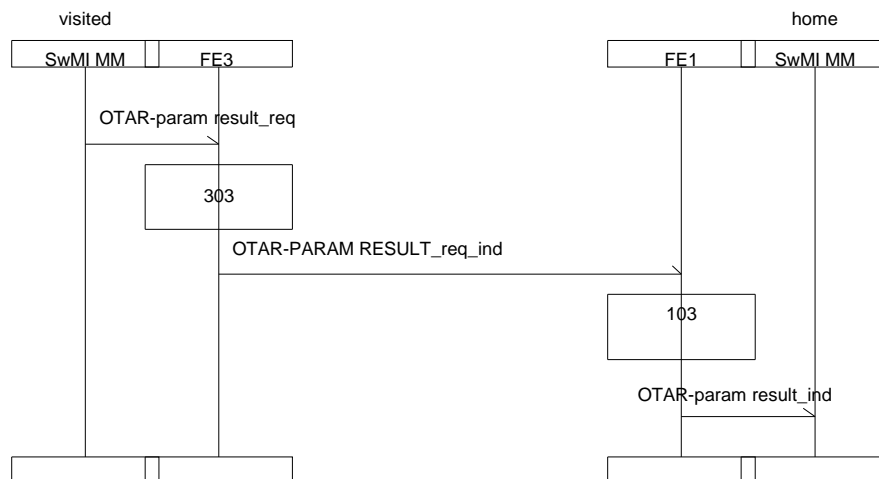 visited
home
SwMI MM
FE3
FE1
SwMI MM
OTAR-param result_req
303
OTAR-PARAM RESULT_req_ind
103
OTAR-param result_ind